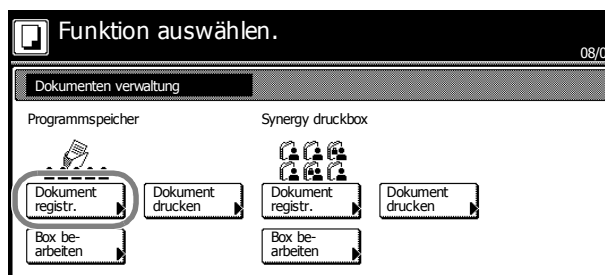 Funktion auswählen.
08/0
Dokumenten verwaltung
Programmspeicher
Synergy druckbox
Dokument
registr.
Dokument
drucken
Dokument
registr.
Dokument
drucken
Box be-
arbeiten
Box be-
arbeiten